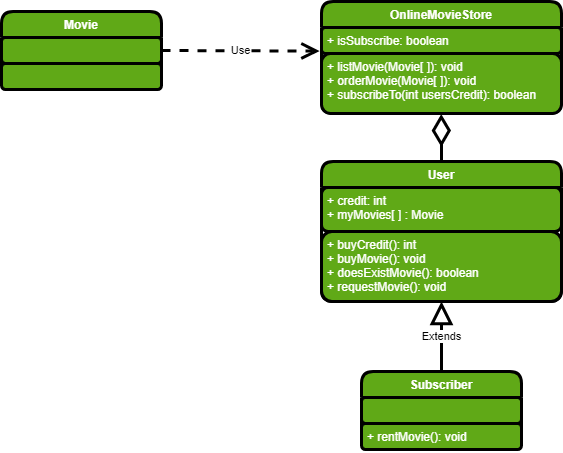 Movie
Use
OnlineMovieStore
+ isSubscribe: boolean
+ listMovie(Movie[ ]): void
+ orderMovie(Movie[ ]): void
+ subscribeTo(int usersCredit): boolean
User
+ credit: int
+ myMovies[ ] : Movie
+ buyCredit(): int
+ buyMovie(): void
+ doesExistMovie(): boolean
+ requestMovie(): void
Extends
Subscriber
+ rentMovie(): void